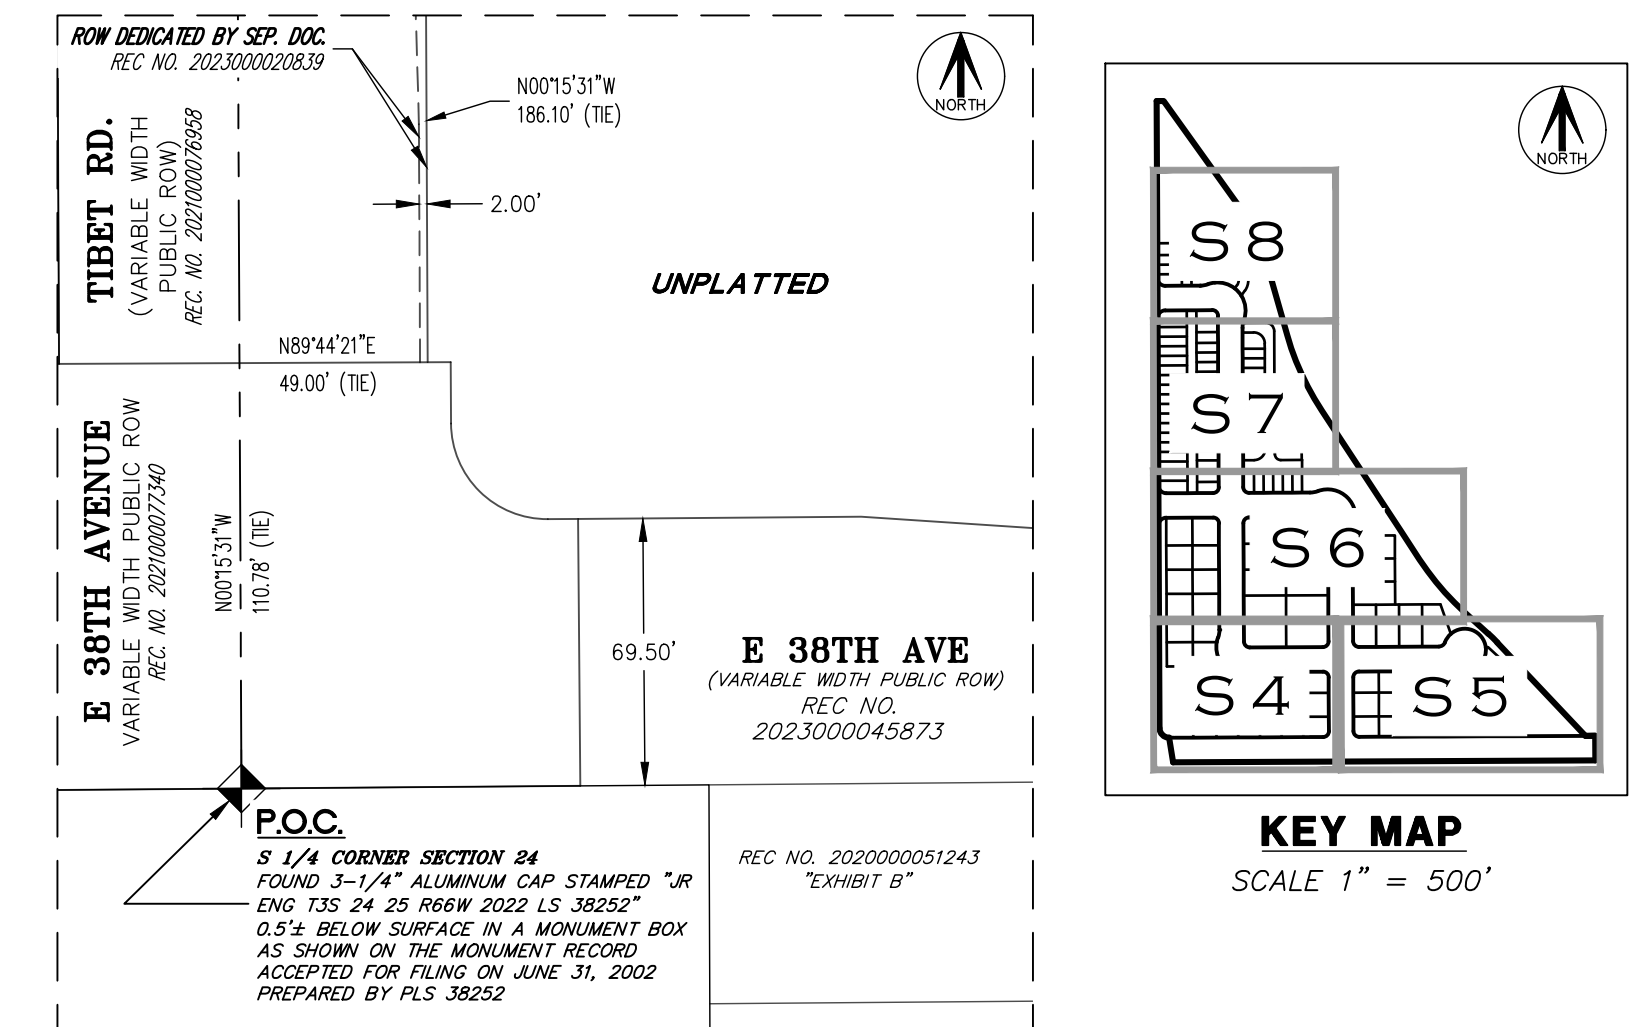 ROW DEDICATED BY SEP. DOC.
REC NO. 2023000020839
N00°15'31"W
186.10' (TIE)
NORTH
TIBET RD.
(VARIABLE WIDTH
PUBLIC ROW)
REC. NO. 2021000076958
2.00'
UNPLATTED
N89°44'21"E
49.00' (TIE)
E 38TH AVENUE
VARIABLE WIDTH PUBLIC ROW
REC. NO. 2021000077340
N00°15'31"W
110.78' (TIE)
69.50'
E 38TH AVE
(VARIABLE WIDTH PUBLIC ROW)
REC NO.
2023000045873
P.O.C.
S 1/4 CORNER SECTION 24
FOUND 3-1/4" ALUMINUM CAP STAMPED "JR
ENG T3S 24 25 R66W 2022 LS 38252"
0.5'± BELOW SURFACE IN A MONUMENT BOX
AS SHOWN ON THE MONUMENT RECORD
ACCEPTED FOR FILING ON JUNE 31, 2002
PREPARED BY PLS 38252
REC NO. 2020000051243
"EXHIBIT B"
NORTH
S8
S7
S6
S4
S5
KEY MAP
SCALE 1" = 500'